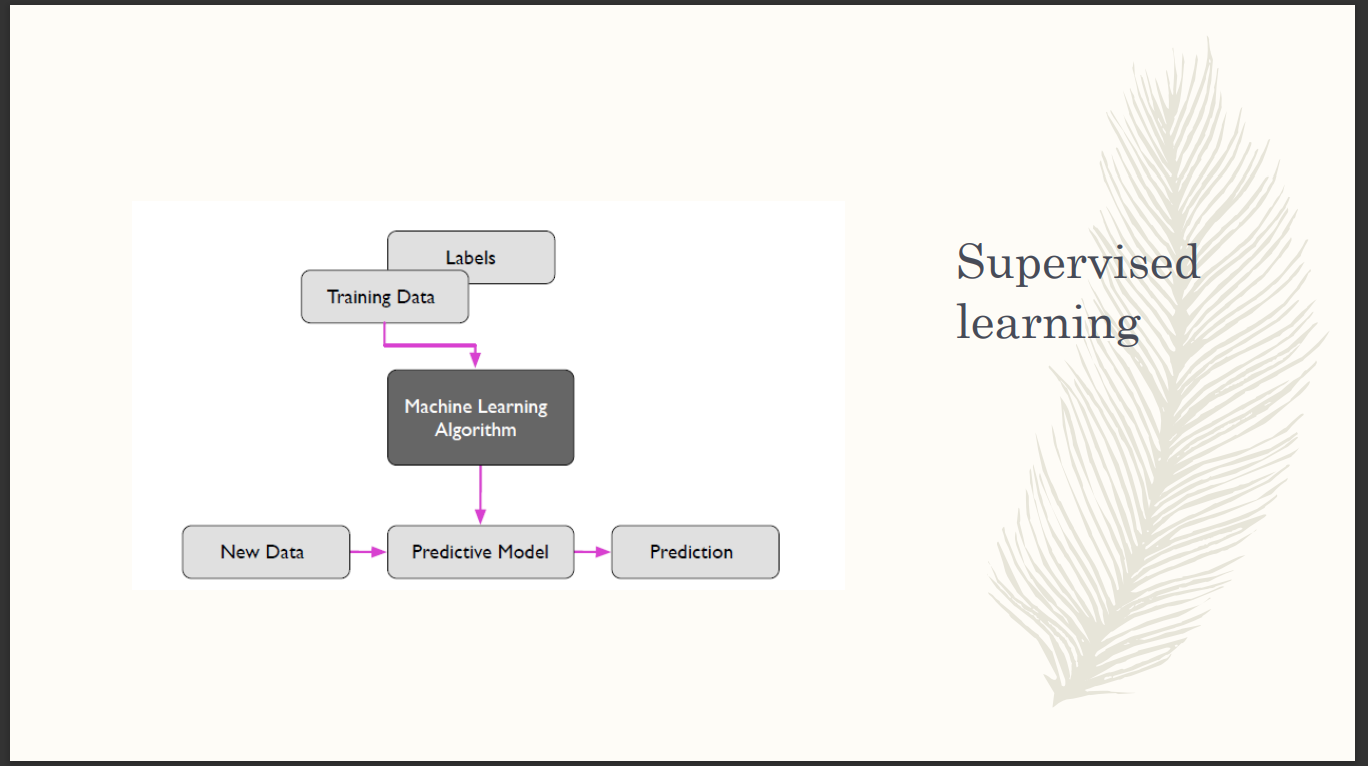 Labels
Training Data
Machine Learning
Algorithm
New Data
Predictive Model
Prediction
Supervised
learning